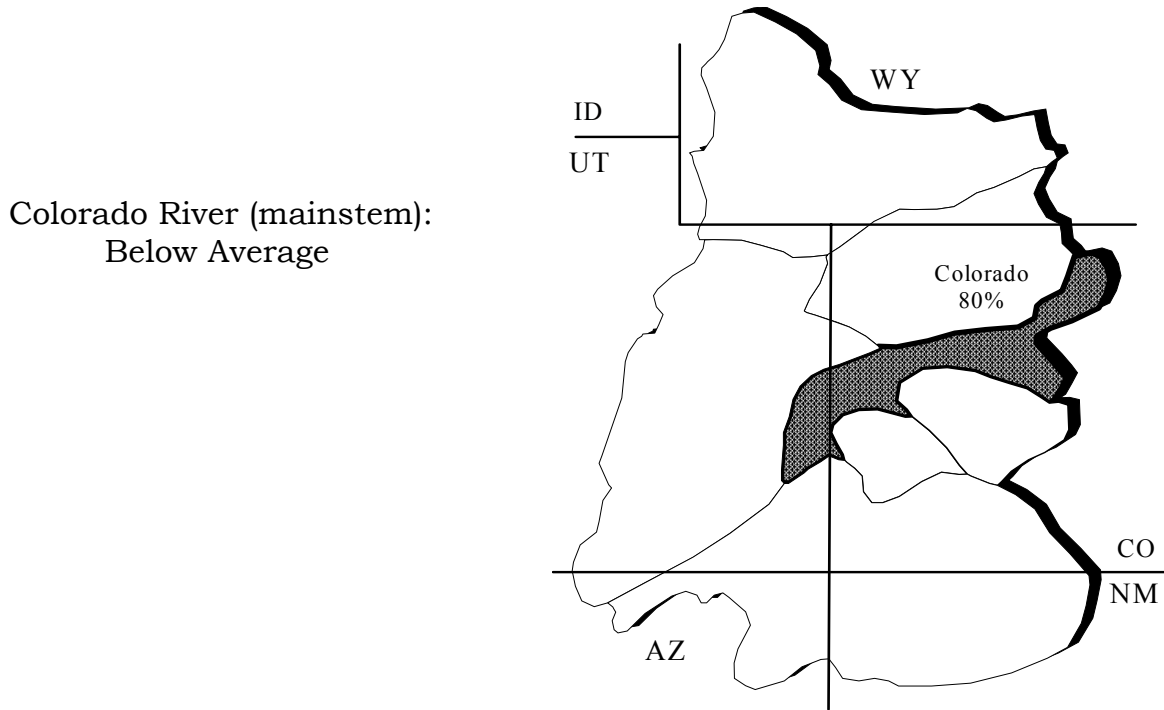 Colorado River (mainstem):
Below Average
WY
ID
UT
Colorado
80%
CO
NM
AZ